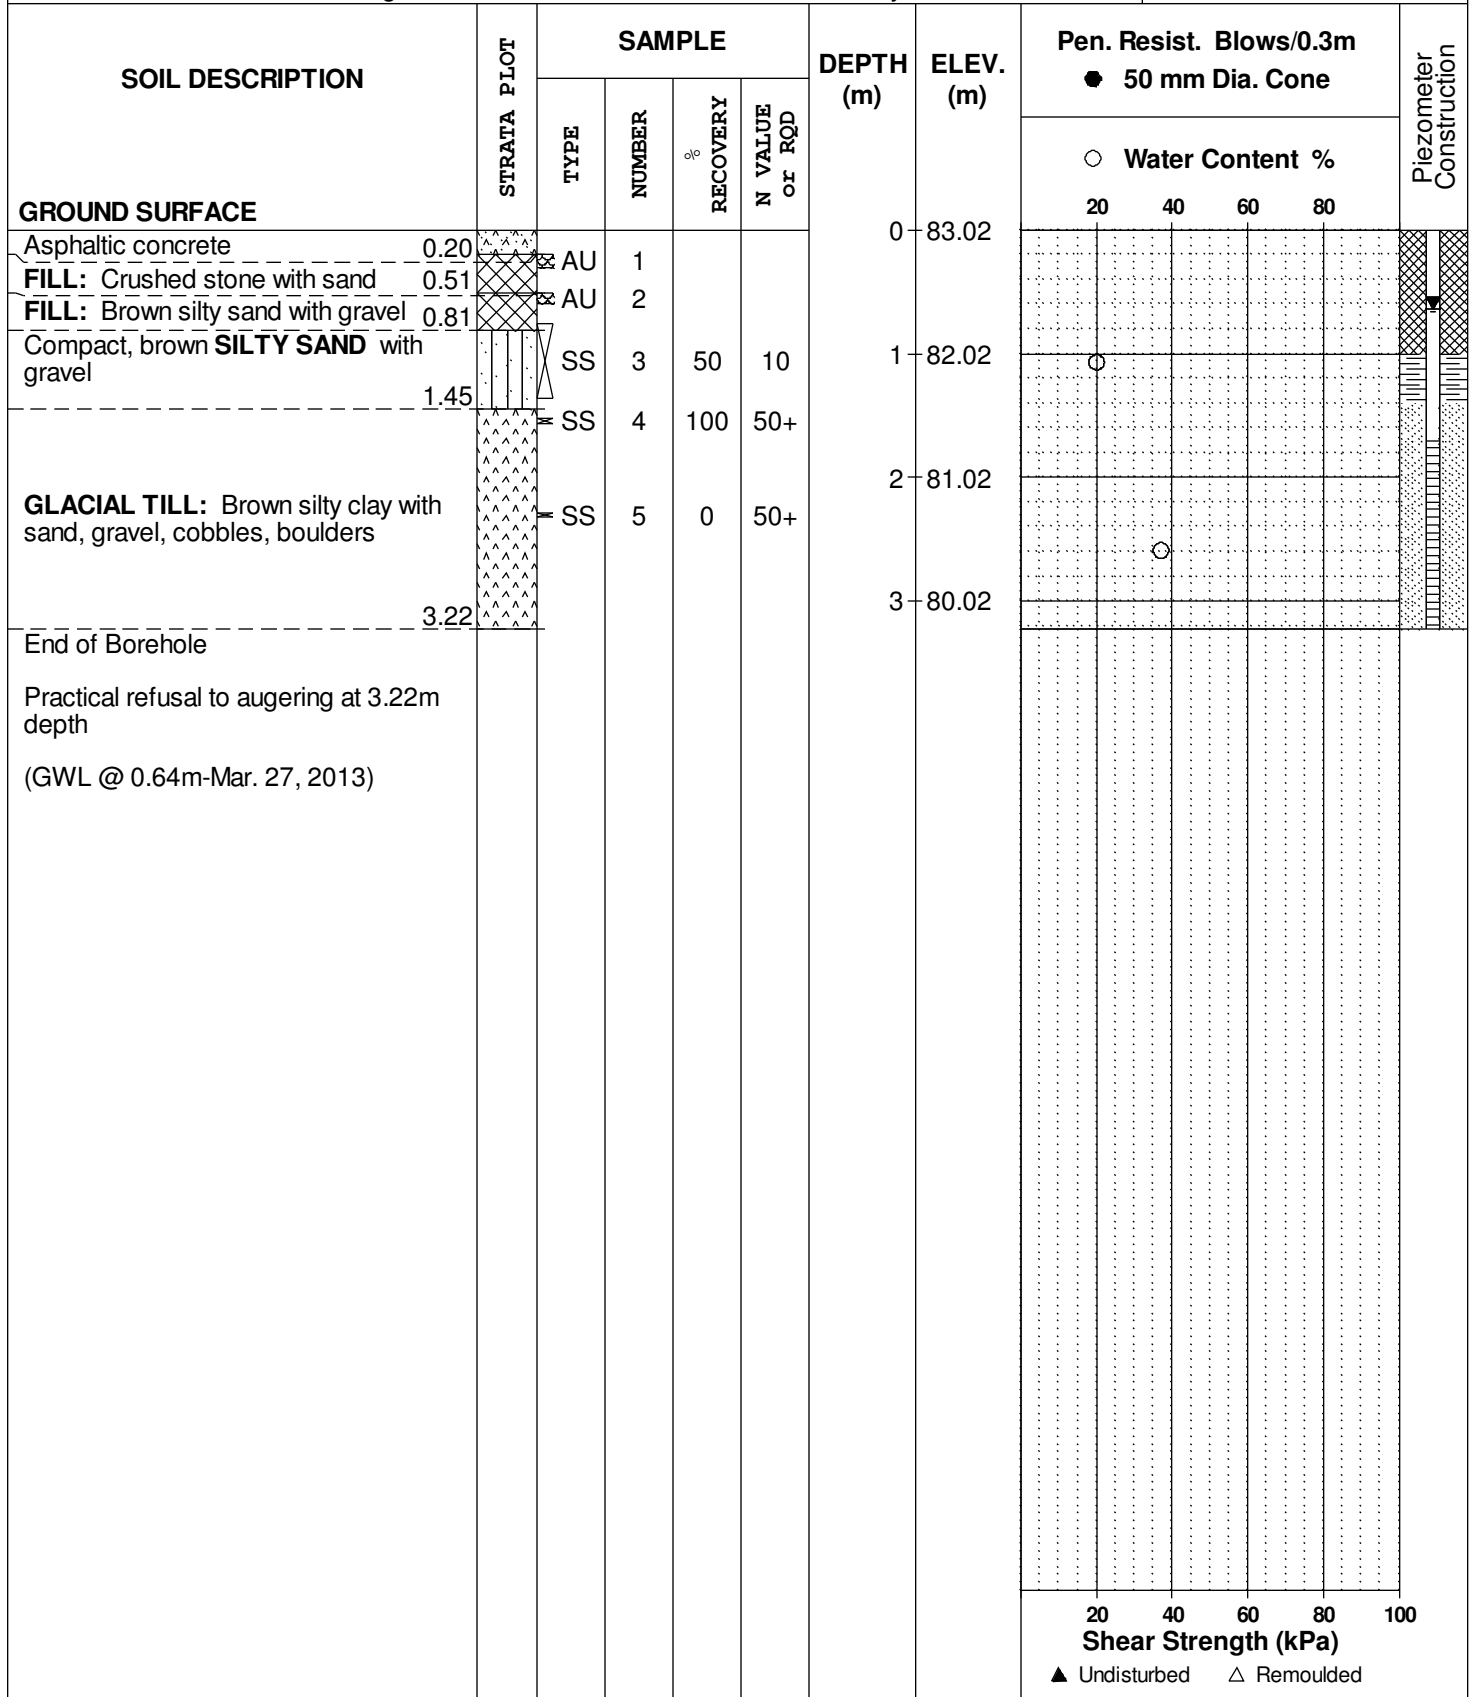 SOIL DESCRIPTION
GROUND SURFACE
STRATA PLOT
SAMPLE
TYPE
NUMBER
% RECOVERY
N VALUE or RQD
DEPTH (m)
ELEV. (m)
Pen. Resist. Blows/0.3m
50 mm Dia. Cone
Water Content %
20 40 60 80
Piezometer Construction
0 83.02
Asphaltic concrete 0.20
AU 1
FILL: Crushed stone with sand 0.51
AU 2
FILL: Brown silty sand with gravel 0.81
Compact, brown SILTY SAND with
gravel
1.45
SS 3 50 10
1 82.02
SS 4 100 50+
2 81.02
GLACIAL TILL: Brown silty clay with
sand, gravel, cobbles, boulders
SS 5 0 50+
3 80.02
3.22
End of Borehole
Practical refusal to augering at 3.22m
depth
(GWL @ 0.64m-Mar. 27, 2013)
20 40 60 80 100
Shear Strength (kPa)
▲ Undisturbed △ Remoulded